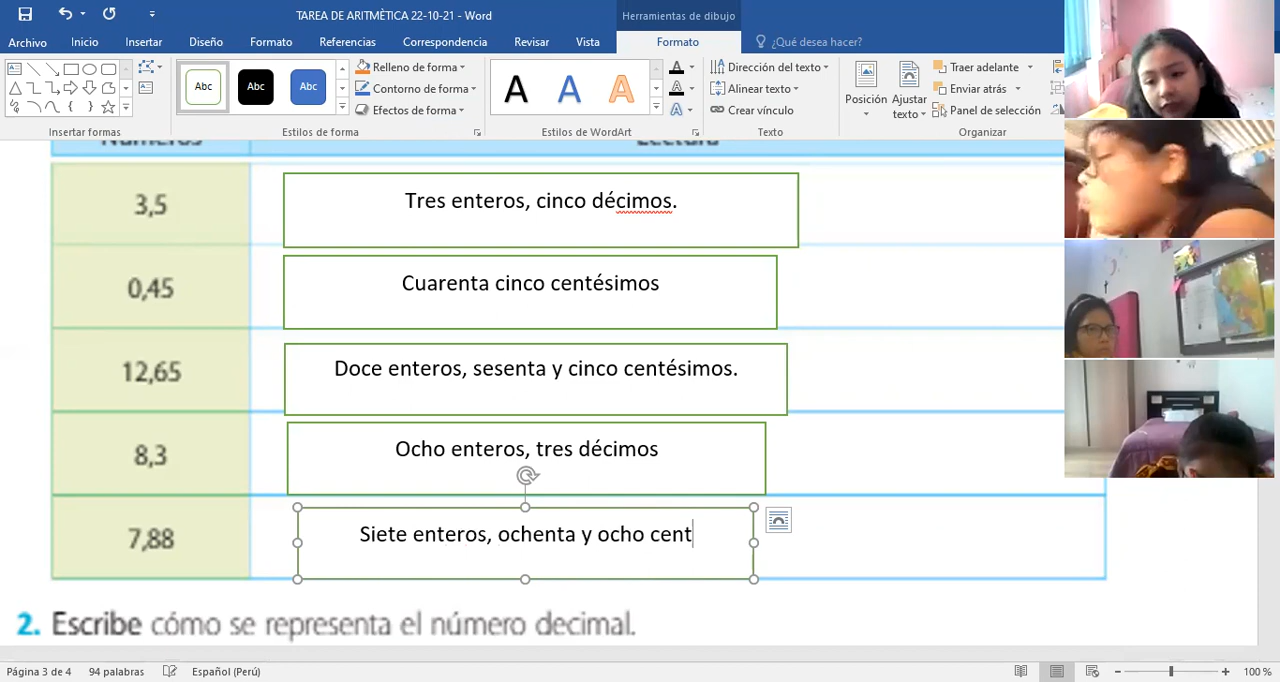 TAREA DE ARITMÈTICA 22-10-21 - Word
Herramientas de dibujo
Archivo Inicio Insertar Diseño Formato Referencias Correspondencia Revisar Vista Formato ¿Qué desea hacer?
Abc Abc Abc
Relleno de forma
Contorno de forma
Efectos de forma
A A A
Dirección del texto
Alinear texto
Crear vínculo
Posición
Ajustar texto
Traer adelante
Enviar atrás
Panel de selección
Insertar formas Estilos de forma Estilos de WordArt Texto Organizar
Números Lectura
3,5 Tres enteros, cinco décimos.
0,45 Cuarenta cinco centésimos
12,65 Doce enteros, sesenta y cinco centésimos.
8,3 Ocho enteros, tres décimos
7,88 Siete enteros, ochenta y ocho cent
2. Escribe cómo se representa el número decimal.
Página 3 de 4 94 palabras Español (Perú) 100 %